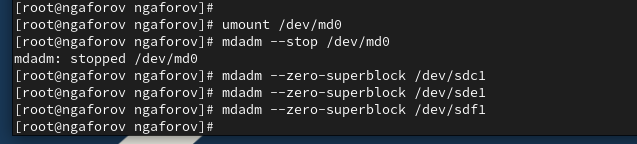 [root@ngaforov ngaforov]#
[root@ngaforov ngaforov]# umount /dev/md0
[root@ngaforov ngaforov]# mdadm --stop /dev/md0
mdadm: stopped /dev/md0
[root@ngaforov ngaforov]# mdadm --zero-superblock /dev/sdc1
[root@ngaforov ngaforov]# mdadm --zero-superblock /dev/sde1
[root@ngaforov ngaforov]# mdadm --zero-superblock /dev/sdf1
[root@ngaforov ngaforov]#